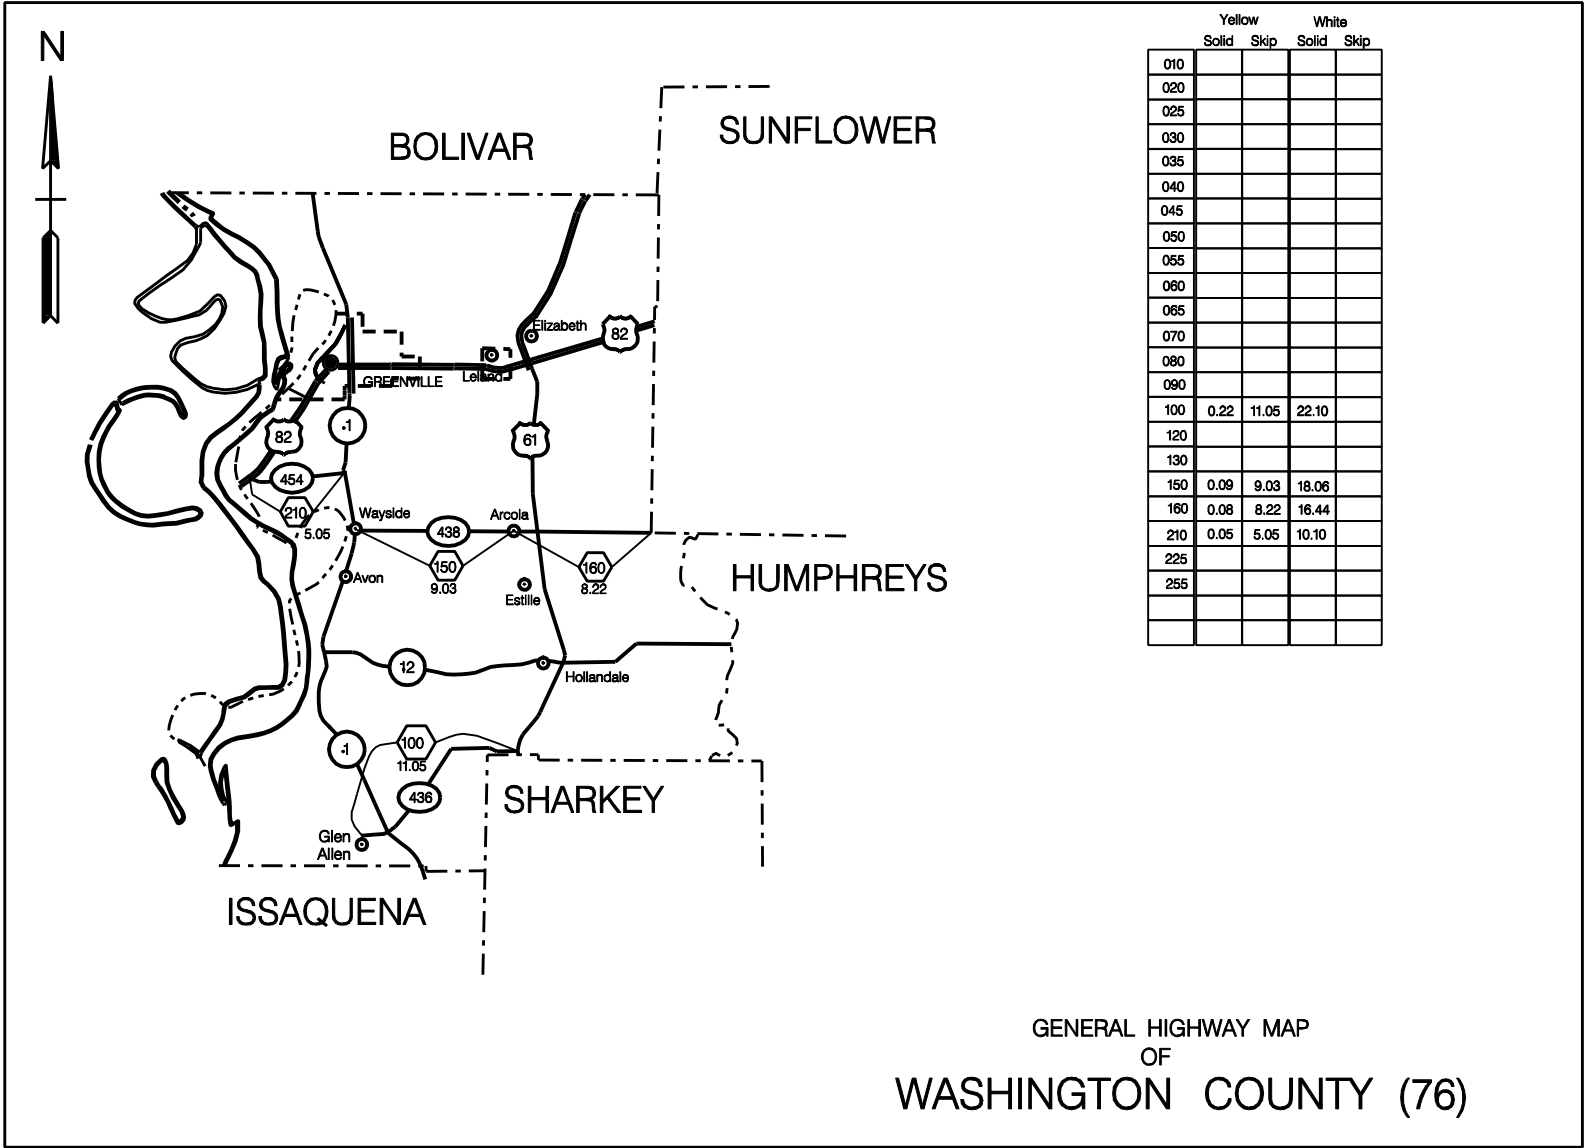 N
BOLIVAR
SUNFLOWER
Elizabeth
82
Leland
GREENVILLE
.1
82
61
454
210
5.05
Wayside
438
Arcola
150
9.03
160
8.22
Avon
Estille
HUMPHREYS
12
Hollandale
.1
100
11.05
436
SHARKEY
Glen
Allen
ISSAQUENA
Yellow White
Solid Skip Solid Skip
010
020
025
030
035
040
045
050
055
060
065
070
080
090
100 0.22 11.05 22.10
120
130
150 0.09 9.03 18.06
160 0.08 8.22 16.44
210 0.05 5.05 10.10
225
255
GENERAL HIGHWAY MAP
OF
WASHINGTON COUNTY (76)